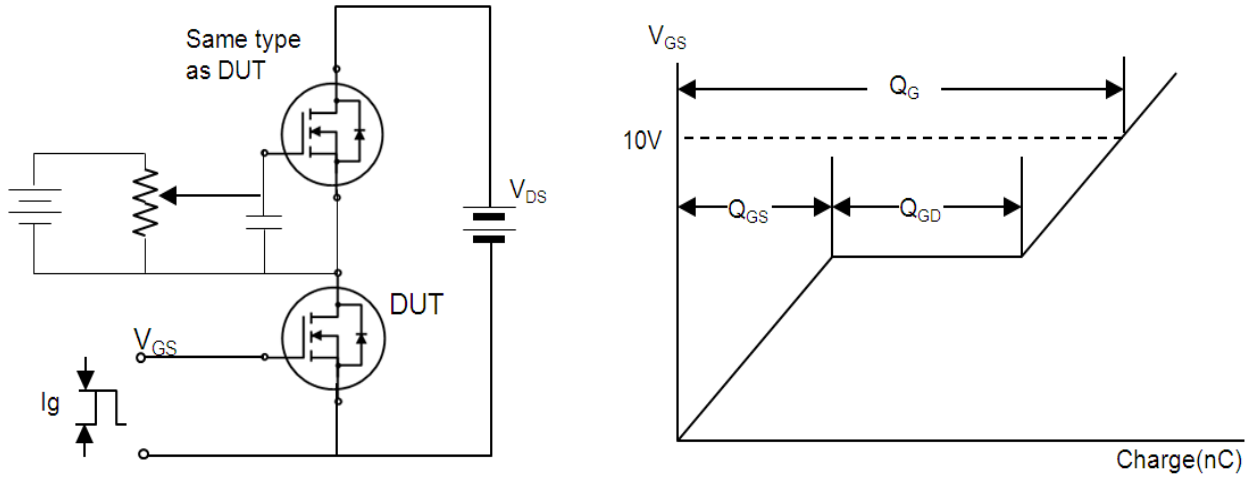 Same type
as DUT
VDS
DUT
VGS
Ig
VGS
QG
10V
QGS
QGD
Charge(nC)